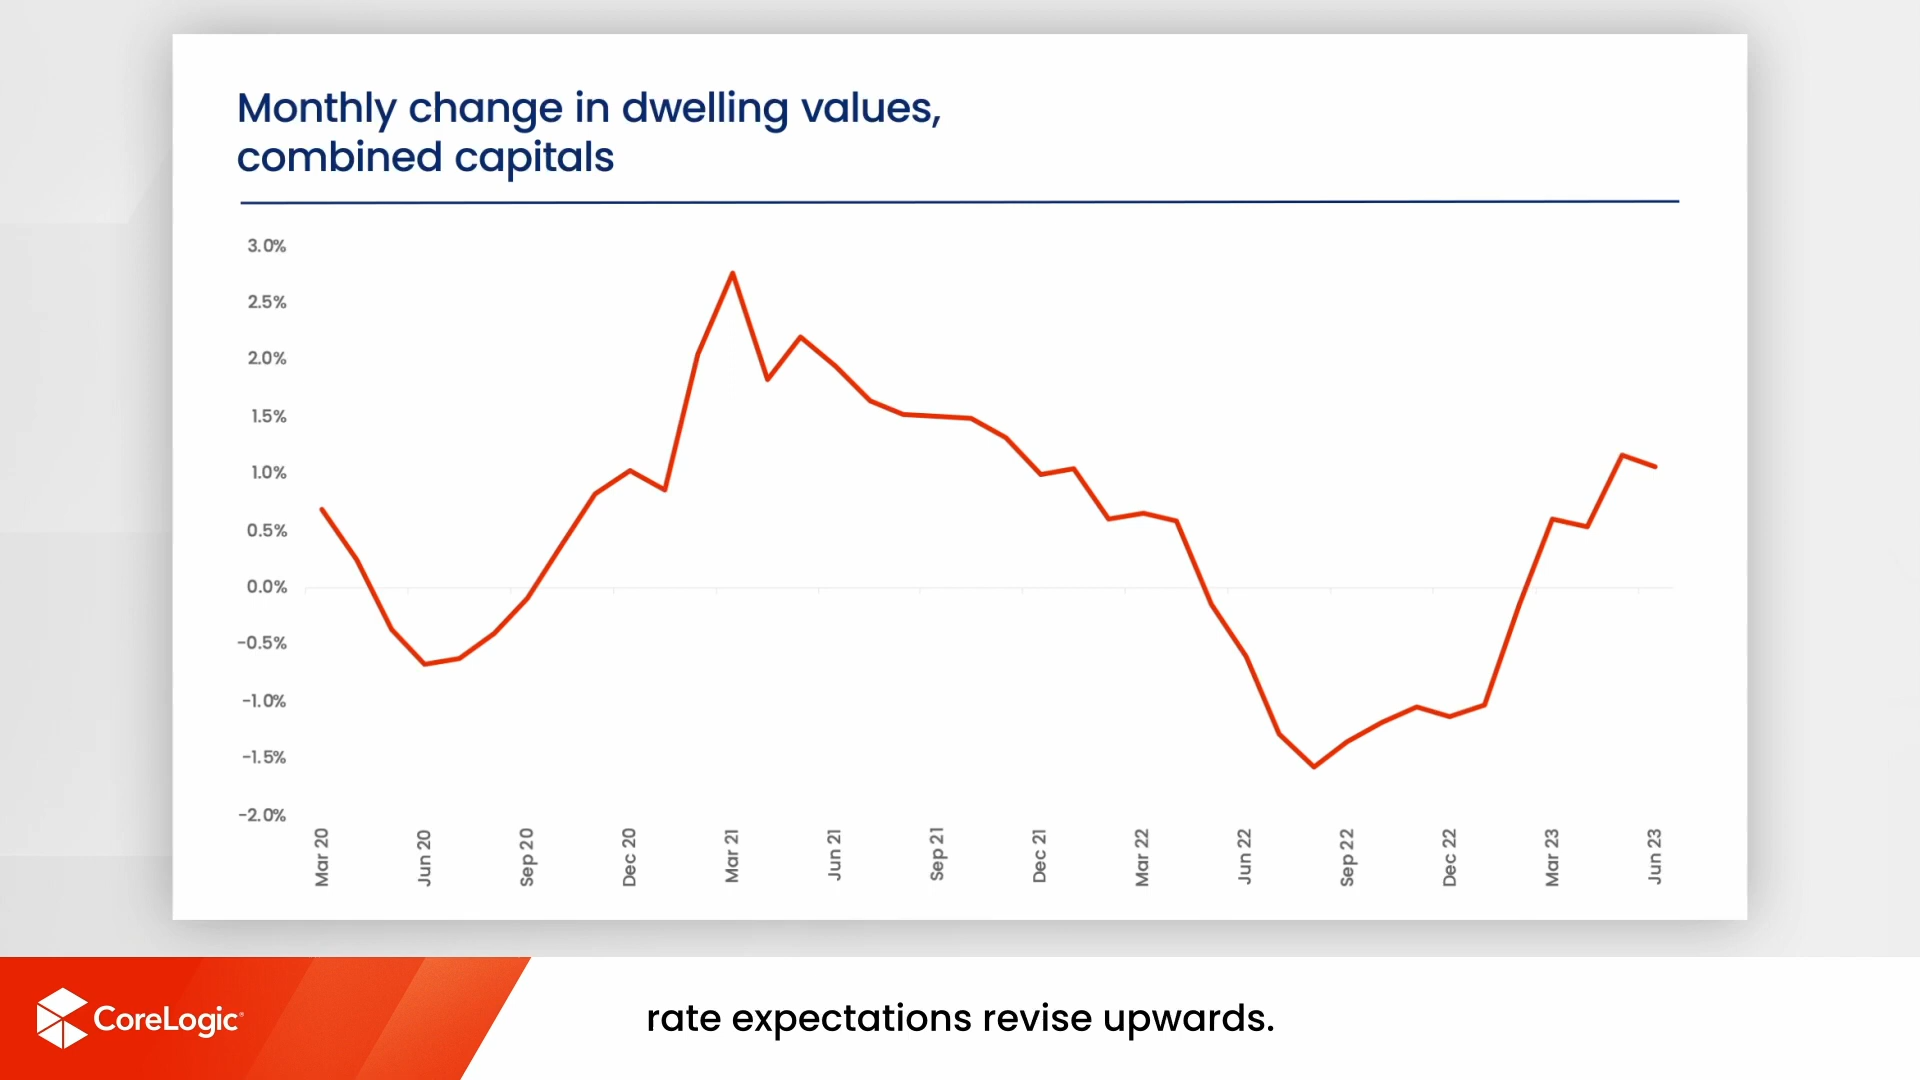 Monthly change in dwelling values,
combined capitals
3.0%
2.5%
2.0%
1.5%
1.0%
0.5%
0.0%
-0.5%
-1.0%
-1.5%
-2.0%
Mar 20
Jun 20
Sep 20
Dec 20
Mar 21
Jun 21
Sep 21
Dec 21
Mar 22
Jun 22
Sep 22
Dec 22
Mar 23
Jun 23
CoreLogic
rate expectations revise upwards.